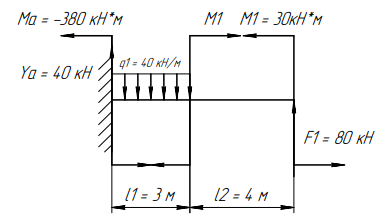 Ma = –380 кН*м
M1
M1 = 30кН*м
q1= 40 кН/м
Ya = 40 кН
F1 = 80 кН
l1 = 3 м
l2 = 4 м